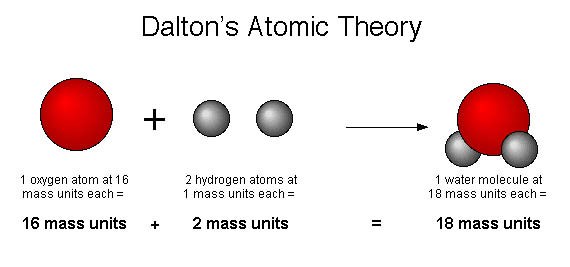 Dalton's Atomic Theory
+
1 oxygen atom at 16
mass units each =
2 hydrogen atoms at
1 mass units each =
1 water molecule at
18 mass units each =
16 mass units + 2 mass units = 18 mass units